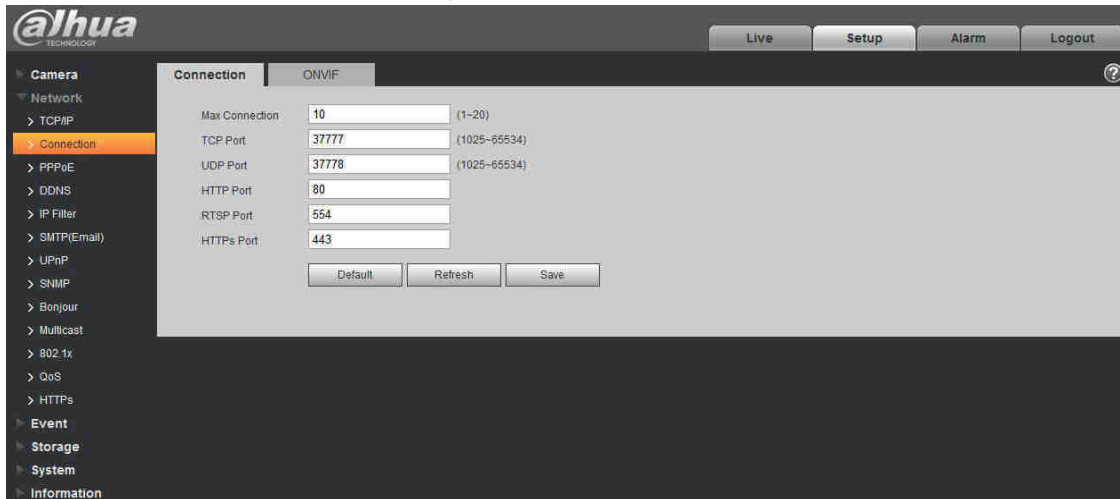 alhua
TECHNOLOGY
Live
Setup
Alarm
Logout
Camera
Network
TCP/IP
Connection
PPPoE
DDNS
IP Filter
SMTP(Email)
UPnP
SNMP
Bonjour
Multicast
802.1x
QoS
HTTPs
Event
Storage
System
Information
Connection
ONVIF
?
Max Connection 10 (1~20)
TCP Port 37777 (1025~65534)
UDP Port 37778 (1025~65534)
HTTP Port 80
RTSP Port 554
HTTPs Port 443
Default Refresh Save